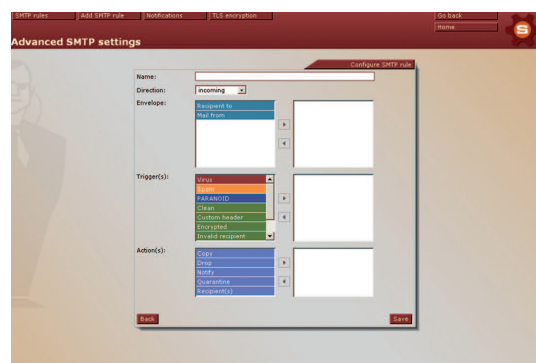 SMTP rules
Add SMTP rule
Notifications
TLS encryption
Go back
Home
S
Advanced SMTP settings
Configure SMTP rule
Name:
Direction:
incoming
Envelope:
Recipient to
Mail from
Trigger(s):
Virus
Spam
PARANOID
Clean
Custom header
Encrypted
Invalid recipient
Action(s):
Copy
Drop
Notify
Quarantine
Recipient(s)
Back
Save